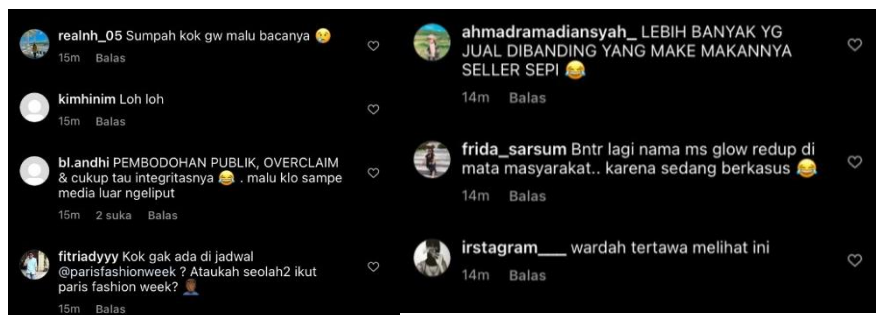 realnh_05 Sumpah kok gw malu bacanya 😢
15m Balas
kimhinim Loh loh
15m Balas
bl.andhi PEMBODOHAN PUBLIK, OVERCLAIM
& cukup tau integritasnya 😂 . malu klo sampe
media luar ngeliput
15m 2 suka Balas
fitriadyyy Kok gak ada di jadwal
@parisfashionweek ? Ataukah seolah2 ikut
paris fashion week? 🤦🏾‍♂️
15m Balas
ahmadramadiansyah_ LEBIH BANYAK YG
JUAL DIBANDING YANG MAKE MAKANNYA
SELLER SEPI 😂
14m Balas
frida_sarsum Bntr lagi nama ms glow redup di
mata masyarakat.. karena sedang berkasus 😂
14m Balas
irstagram___ wardah tertawa melihat ini
14m Balas